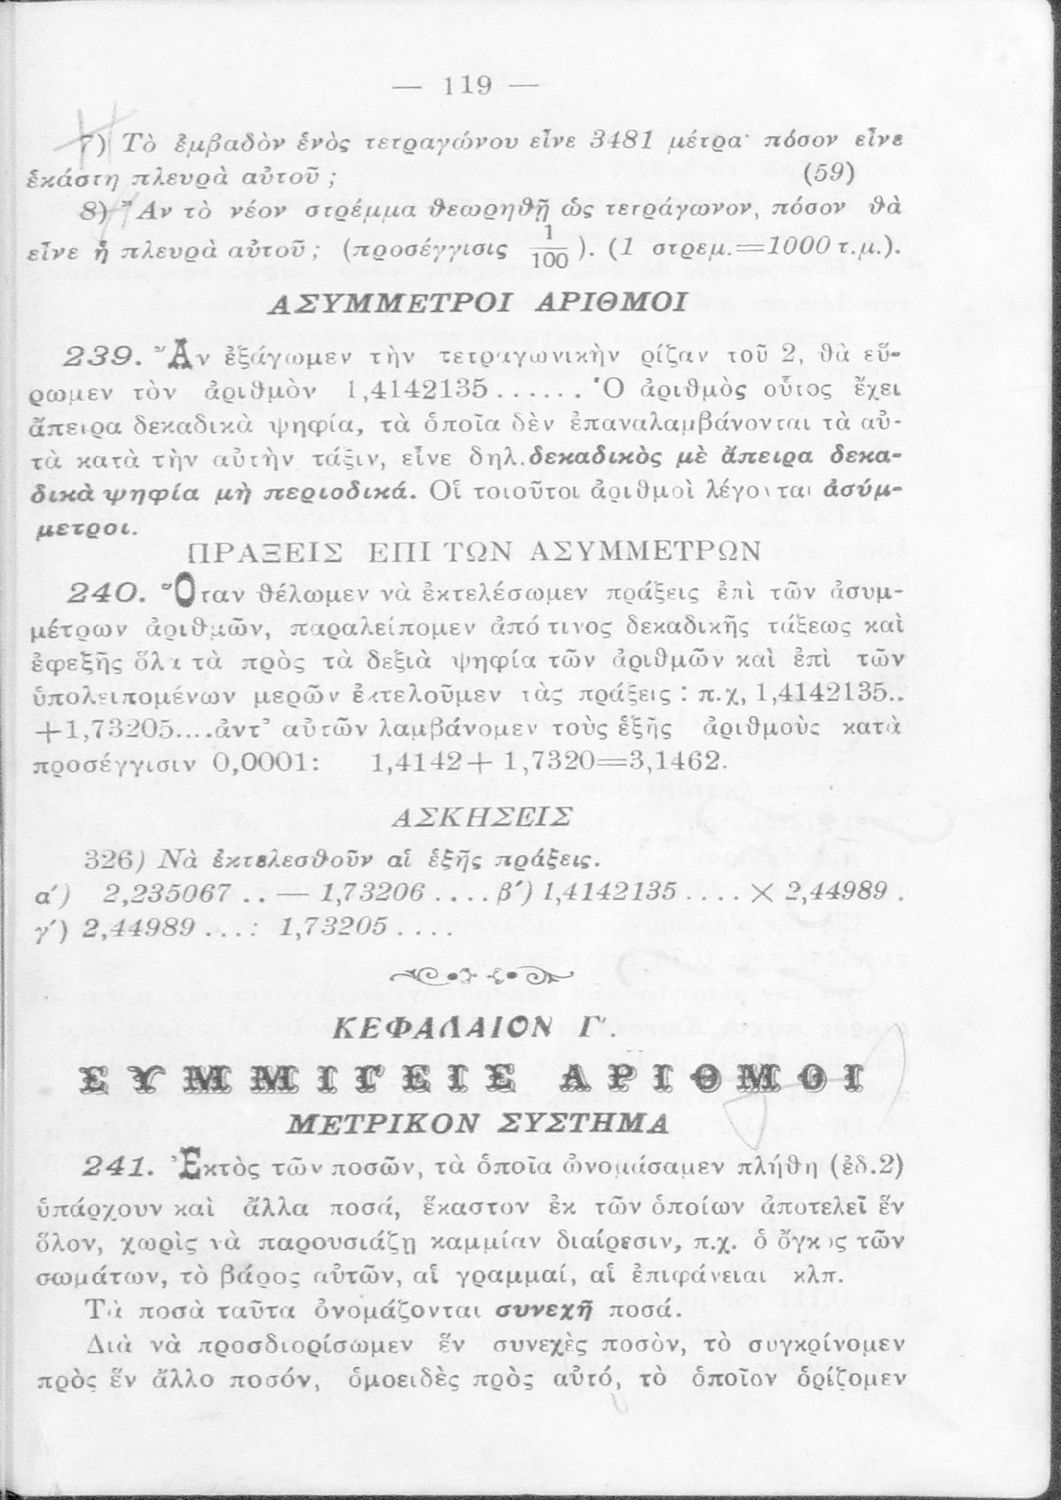 — 119 —
7) Τὸ ἐμβαδὸν ἑνὸς τετραγώνου εἶνε 3481 μέτρα· πόσον εἶνε
ἑκάστη πλευρὰ αὐτοῦ ; (59)
8) Ἂν τὸ νέον στρέμμα θεωρηθῇ ὡς τετράγωνον, πόσον θὰ
εἶνε ἡ πλευρὰ αὐτοῦ ; (προσέγγισις 1/100 ). (1 στρεμ.=1000 τ.μ.).
ΑΣΥΜΜΕΤΡΟΙ ΑΡΙΘΜΟΙ
239. Ἂν ἐξάγωμεν τὴν τετραγωνικὴν ρίζαν τοῦ 2, θὰ εὕ-
ρωμεν τὸν ἀριθμὸν 1,4142135...... Ὁ ἀριθμὸς οὗτος ἔχει
ἄπειρα δεκαδικὰ ψηφία, τὰ ὁποῖα δὲν ἐπαναλαμβάνονται τὰ αὐ-
τὰ κατὰ τὴν αὐτὴν τάξιν, εἶνε δηλ. δεκαδικὸς μὲ ἄπειρα δεκα-
δικὰ ψηφία μὴ περιοδικά. Οἱ τοιοῦτοι ἀριθμοὶ λέγονται ἀσύμ-
μετροι.
ΠΡΑΞΕΙΣ ΕΠΙ ΤΩΝ ΑΣΥΜΜΕΤΡΩΝ
240. Ὅταν θέλωμεν νὰ ἐκτελέσωμεν πράξεις ἐπὶ τῶν ἀσυμ-
μέτρων ἀριθμῶν, παραλείπομεν ἀπό τινος δεκαδικῆς τάξεως καὶ
ἐφεξῆς ὅλα τὰ πρὸς τὰ δεξιὰ ψηφία τῶν ἀριθμῶν καὶ ἐπὶ τῶν
ὑπολειπομένων μερῶν ἐκτελοῦμεν τὰς πράξεις : π.χ, 1,4142135..
+1,73205....ἀντ᾽ αὐτῶν λαμβάνομεν τοὺς ἑξῆς ἀριθμοὺς κατὰ
προσέγγισιν 0,0001: 1,4142+ 1,7320=3,1462.
ΑΣΚΗΣΕΙΣ
326) Νὰ ἐκτελεσθοῦν αἱ ἑξῆς πράξεις.
α´) 2,235067 .. — 1,73206 .... β´) 1,4142135 .... × 2,44989 .
γ´) 2,44989 ...: 1,73205 ....
ΚΕΦΑΛΑΙΟΝ Γ´.
ΣΥΜΜΙΓΕΙΣ ΑΡΙΘΜΟΙ
ΜΕΤΡΙΚΟΝ ΣΥΣΤΗΜΑ
241. Ἐκτὸς τῶν ποσῶν, τὰ ὁποῖα ὠνομάσαμεν πλήθη (ἐδ.2)
ὑπάρχουν καὶ ἄλλα ποσά, ἕκαστον ἐκ τῶν ὁποίων ἀποτελεῖ ἓν
ὅλον, χωρὶς νὰ παρουσιάζῃ καμμίαν διαίρεσιν, π.χ. ὁ ὄγκος τῶν
σωμάτων, τὸ βάρος αὐτῶν, αἱ γραμμαί, αἱ ἐπιφάνειαι κλπ.
Τὰ ποσὰ ταῦτα ὀνομάζονται συνεχῆ ποσά.
Διὰ νὰ προσδιορίσωμεν ἓν συνεχὲς ποσὸν, τὸ συγκρίνομεν
πρὸς ἓν ἄλλο ποσόν, ὁμοειδὲς πρὸς αὐτό, τὸ ὁποῖον ὁρίζομεν